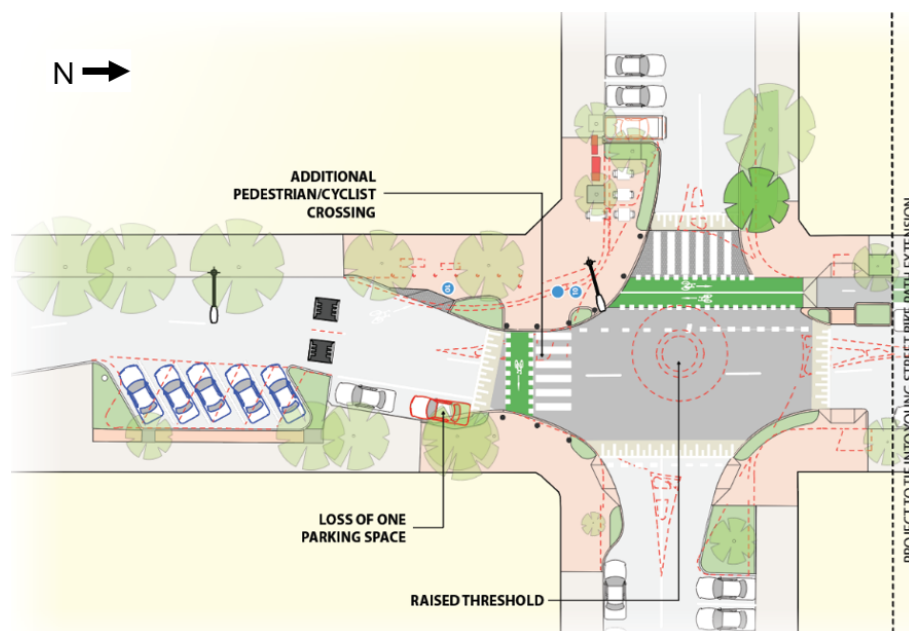 N
ADDITIONAL
PEDESTRIAN/CYCLIST
CROSSING
LOSS OF ONE
PARKING SPACE
RAISED THRESHOLD
PROJECT TO TIE INTO YOUNG STREET BIKE PATH EXTENSION